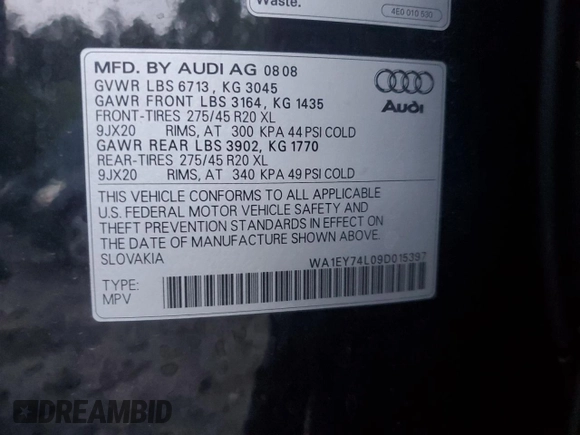 Waste.
4E0 010 530
MFD. BY AUDI AG 08 08
GVWR LBS 6713 , KG 3045
GAWR FRONT LBS 3164, KG 1435
FRONT-TIRES 275/45 R20 XL
9JX20 RIMS, AT 300 KPA 44 PSI COLD
GAWR REAR LBS 3902, KG 1770
REAR-TIRES 275/45 R20 XL
9JX20 RIMS, AT 340 KPA 49 PSI COLD
Audi
THIS VEHICLE CONFORMS TO ALL APPLICABLE
U.S. FEDERAL MOTOR VEHICLE SAFETY AND
THEFT PREVENTION STANDARDS IN EFFECT ON
THE DATE OF MANUFACTURE SHOWN ABOVE.
SLOVAKIA
WA1EY74L09D015397
TYPE:
MPV
DREAMBID